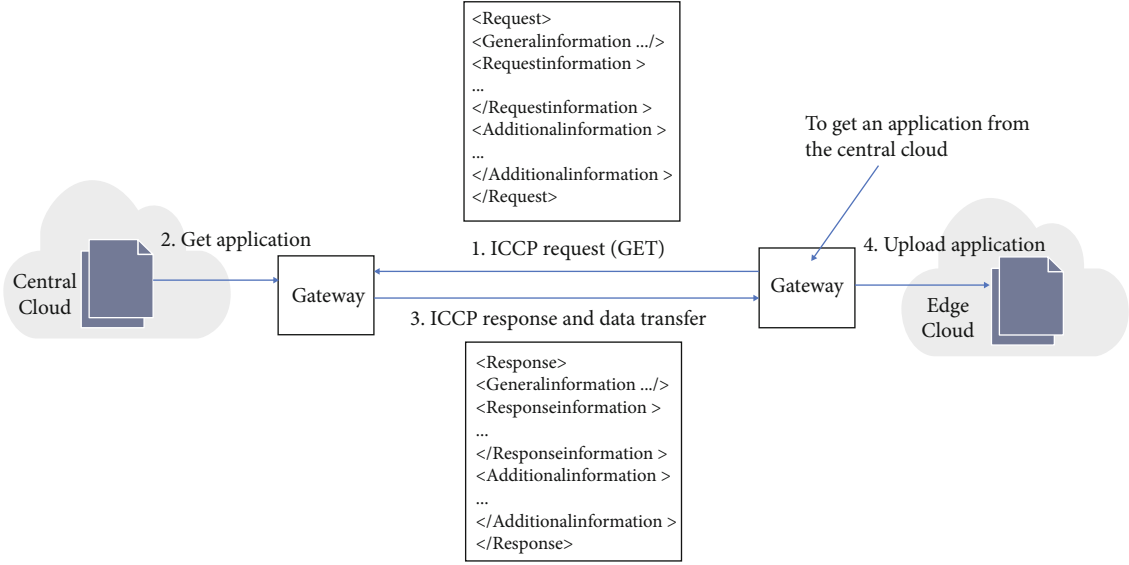 <Request>
<Generalinformation .../>
<Requestinformation >
...
</Requestinformation >
<Additionalinformation >
...
</Additionalinformation >
</Request>
To get an application from
the central cloud
2. Get application
1. ICCP request (GET)
4. Upload application
Central
Cloud
Gateway
Gateway
Edge
Cloud
3. ICCP response and data transfer
<Response>
<Generalinformation .../>
<Responseinformation >
...
</Responseinformation >
<Additionalinformation >
...
</Additionalinformation >
</Response>